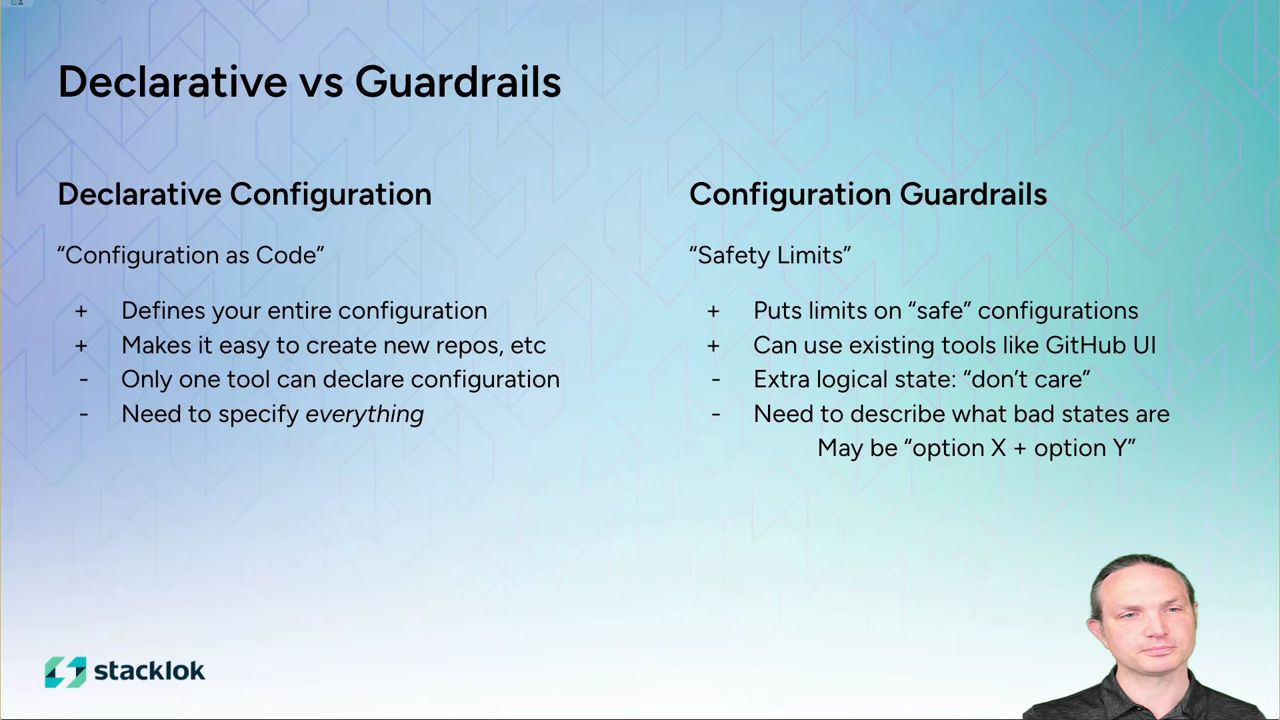 Declarative vs Guardrails
Declarative Configuration
“Configuration as Code”
+ Defines your entire configuration
+ Makes it easy to create new repos, etc
- Only one tool can declare configuration
- Need to specify everything
Configuration Guardrails
“Safety Limits”
+ Puts limits on “safe” configurations
+ Can use existing tools like GitHub UI
- Extra logical state: “don’t care”
- Need to describe what bad states are
May be “option X + option Y”
stacklok